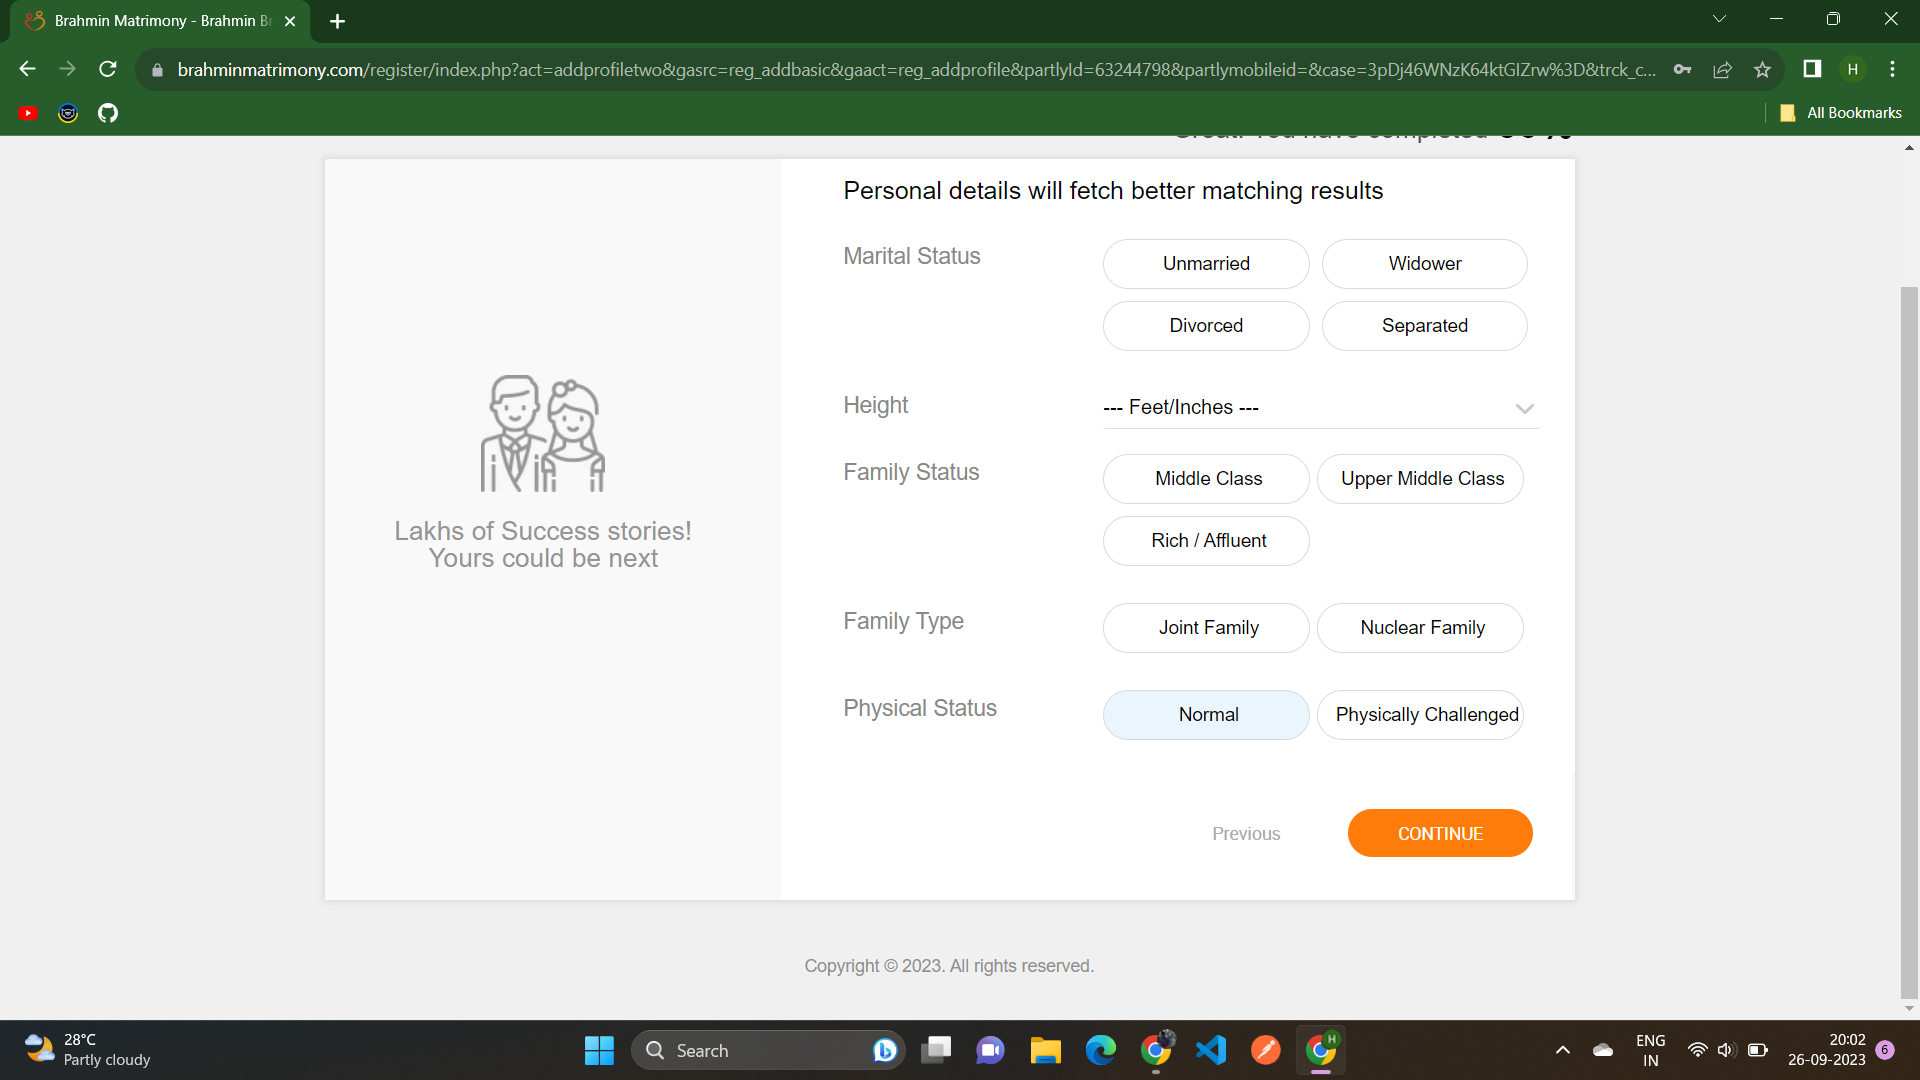 Brahmin Matrimony - Brahmin Br
brahminmatrimony.com/register/index.php?act=addprofiletwo&gasrc=reg_addbasic&gaact=reg_addprofile&partlyId=63244798&partlymobileid=&case=3pDj46WNzK64ktGIZrw%3D&trck_c...
H
All Bookmarks
Great! You have completed
Personal details will fetch better matching results
Marital Status
Unmarried
Widower
Divorced
Separated
Height
--- Feet/Inches ---
Family Status
Middle Class
Upper Middle Class
Rich / Affluent
Lakhs of Success stories!
Yours could be next
Family Type
Joint Family
Nuclear Family
Physical Status
Normal
Physically Challenged
Previous
CONTINUE
Copyright © 2023. All rights reserved.
28°C
Partly cloudy
Search
H
ENG
IN
20:02
26-09-2023
6